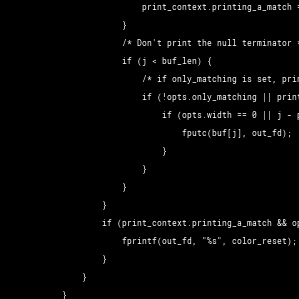 print_context.printing_a_match =
}
/* Don't print the null terminator
if (j < buf_len) {
/* if only_matching is set, prin
if (!opts.only_matching || print
if (opts.width == 0 || j - p
fputc(buf[j], out_fd);
}
}
}
}
if (print_context.printing_a_match && op
fprintf(out_fd, "%s", color_reset);
}
}
}